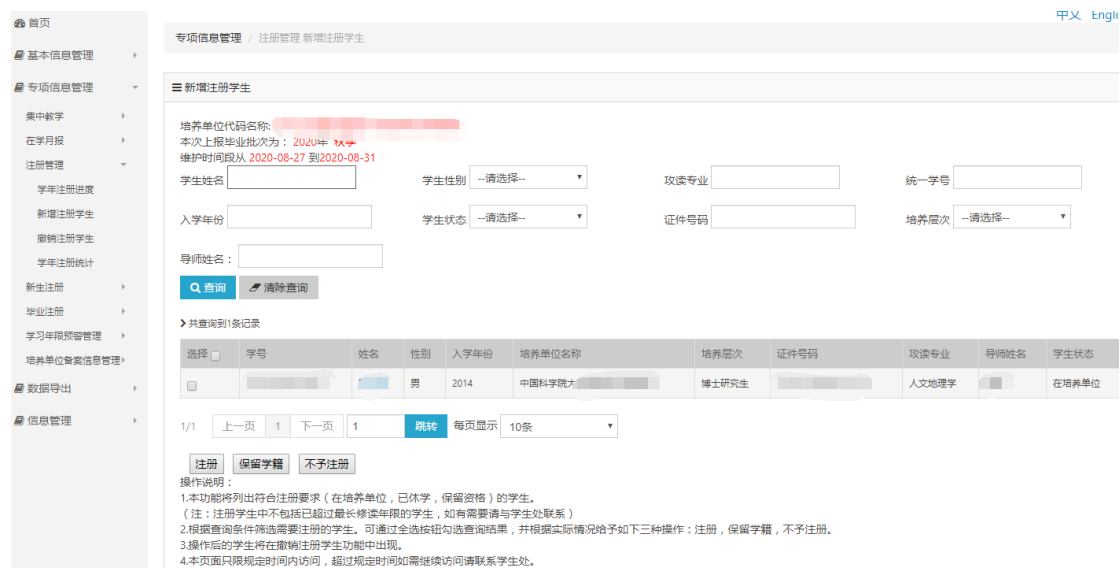 中文 Engli
首页
基本信息管理
专项信息管理
集中教学
在学月报
注册管理
学年注册进度
新增注册学生
撤销注册学生
学年注册统计
新生注册
毕业注册
学习年限预警管理
培养单位备案信息管理
数据导出
信息管理
专项信息管理 / 注册管理 新增注册学生
新增注册学生
培养单位代码名称:
本次上报毕业批次为： 2020年 秋季
维护时间段从 2020-08-27 到2020-08-31
学生姓名 学生性别 --请选择-- 攻读专业 统一学号
入学年份 学生状态 --请选择-- 证件号码 培养层次 --请选择--
导师姓名：
查询 清除查询
共查询到1条记录
选择 学号 姓名 性别 入学年份 培养单位名称 培养层次 证件号码 攻读专业 导师姓名 学生状态
男 2014 中国科学院大 博士研究生 人文地理学 在培养单位
1/1 上一页 1 下一页 1 跳转 每页显示 10条
注册 保留学籍 不予注册
操作说明：
1.本功能将列出符合注册要求（在培养单位，已休学，保留资格）的学生。
（注：注册学生中不包括已超过最长修读年限的学生，如有需要请与学生处联系）
2.根据查询条件筛选需要注册的学生。可通过全选按钮勾选查询结果，并根据实际情况给予如下三种操作：注册，保留学籍，不予注册。
3.操作后的学生将在撤销注册学生功能中出现。
4.本页面只限规定时间内访问，超过规定时间如需继续访问请联系学生处。